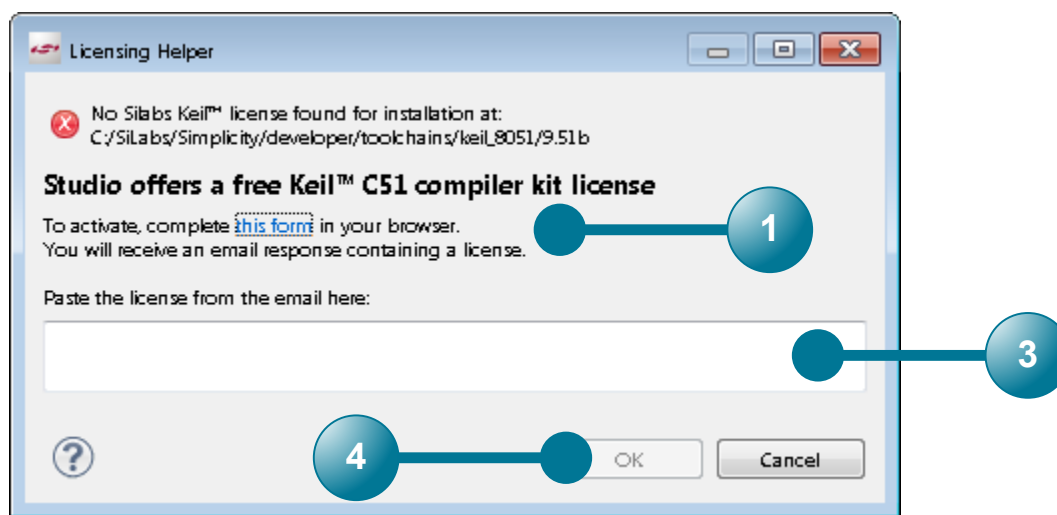 Licensing Helper
No Silabs Keil™ license found for installation at:
C:/SiLabs/Simplicity/developer/toolchains/keil_8051/9.51b
Studio offers a free Keil™ C51 compiler kit license
To activate, complete this form in your browser.
You will receive an email response containing a license.
1
Paste the license from the email here:
3
4
OK
Cancel